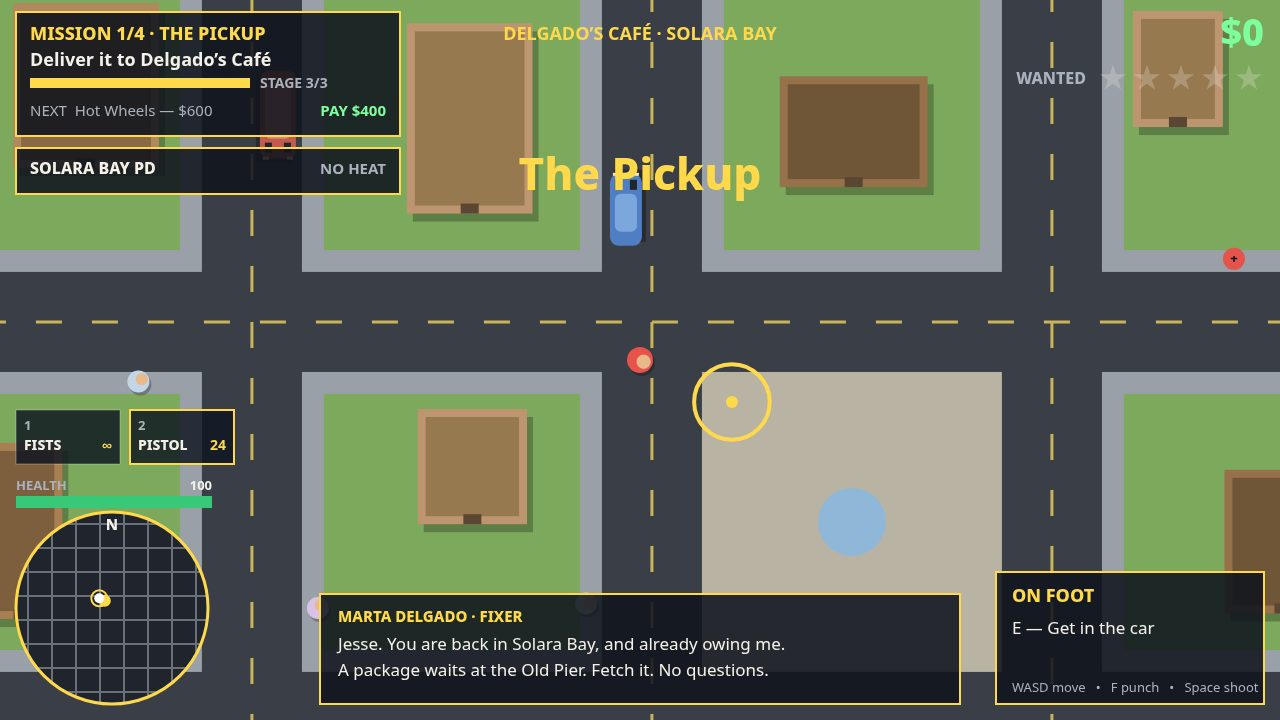 MISSION 1/4 · THE PICKUP
Deliver it to Delgado’s Café
STAGE 3/3
NEXT Hot Wheels — $600
PAY $400
SOLARA BAY PD
NO HEAT
DELGADO’S CAFÉ · SOLARA BAY
The Pickup
$0
WANTED ★ ★ ★ ★ ★
1
FISTS ∞
2
PISTOL 24
HEALTH 100
N
MARTA DELGADO · FIXER
Jesse. You are back in Solara Bay, and already owing me.
A package waits at the Old Pier. Fetch it. No questions.
ON FOOT
E — Get in the car
WASD move • F punch • Space shoot